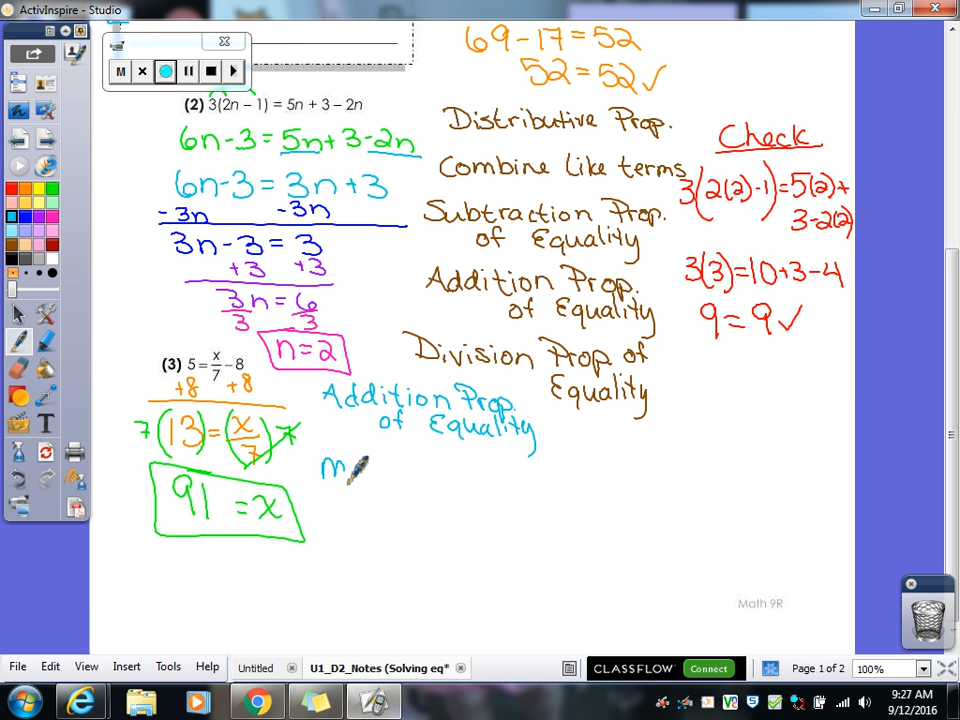 ActivInspire - Studio
M
69-17=52
52=52✓
(2) 3(2n – 1) = 5n + 3 – 2n
6n-3=5n+3-2n
Distributive Prop.
6n-3=3n+3
Combine like terms
-3n -3n
Subtraction Prop.
of Equality
3n-3=3
+3 +3
Addition Prop.
of Equality
3n=6
3 3
n=2
Division Prop of
Equality
Check
3(2(2)-1)=5(2)+
3-2(2)
3(3)=10+3-4
9=9✓
(3) 5 = x/7 – 8
+8 +8
Addition Prop.
of Equality
7(13)=(x/7)7
m
91=x
Math 9R
File Edit View Insert Tools Help
Untitled
U1_D2_Notes (Solving eq*
CLASSFLOW Connect
Page 1 of 2
100%
9:27 AM
9/12/2016